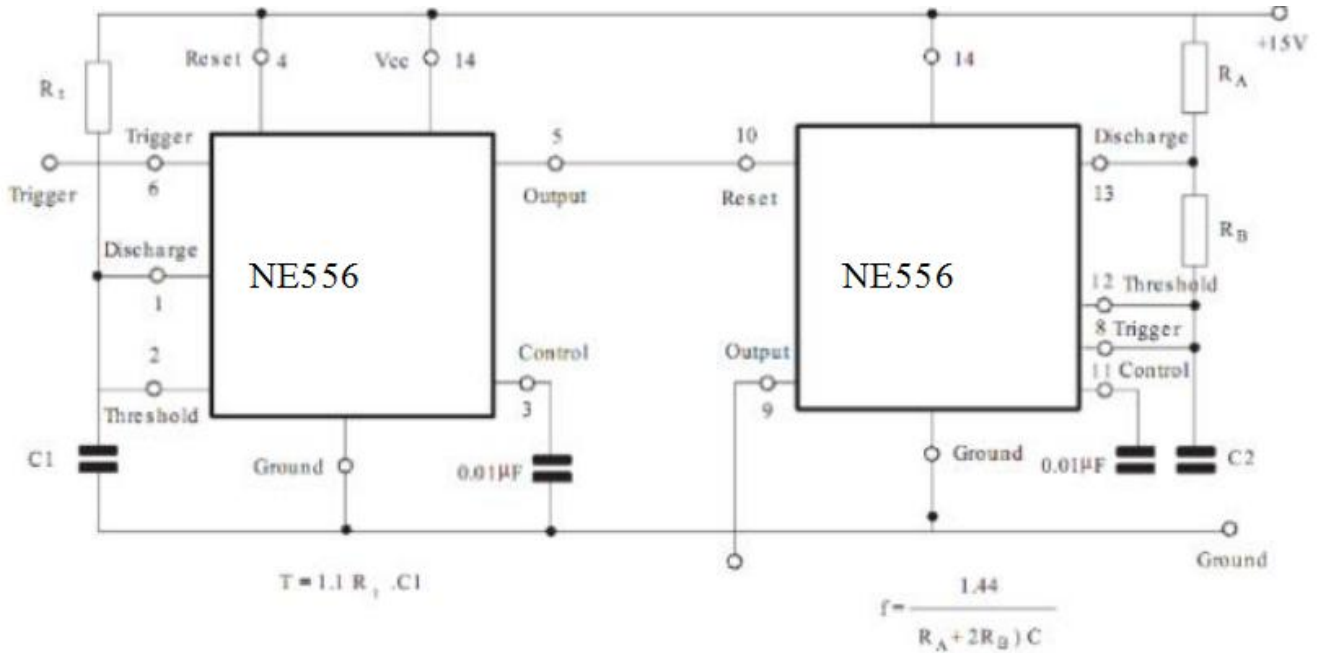 +15V
Reset 4
Vcc 14
14
R1
RA
Trigger
6
Trigger
5
Output
10
Reset
Discharge
13
Discharge
1
NE556
NE556
RB
12 Threshold
8 Trigger
11 Control
2
Threshold
Control
3
Output
9
C1
Ground
0.01µF
Ground
0.01µF
C2
Ground
T = 1.1 R1 .C1
1.44
f=
RA+2RB) C